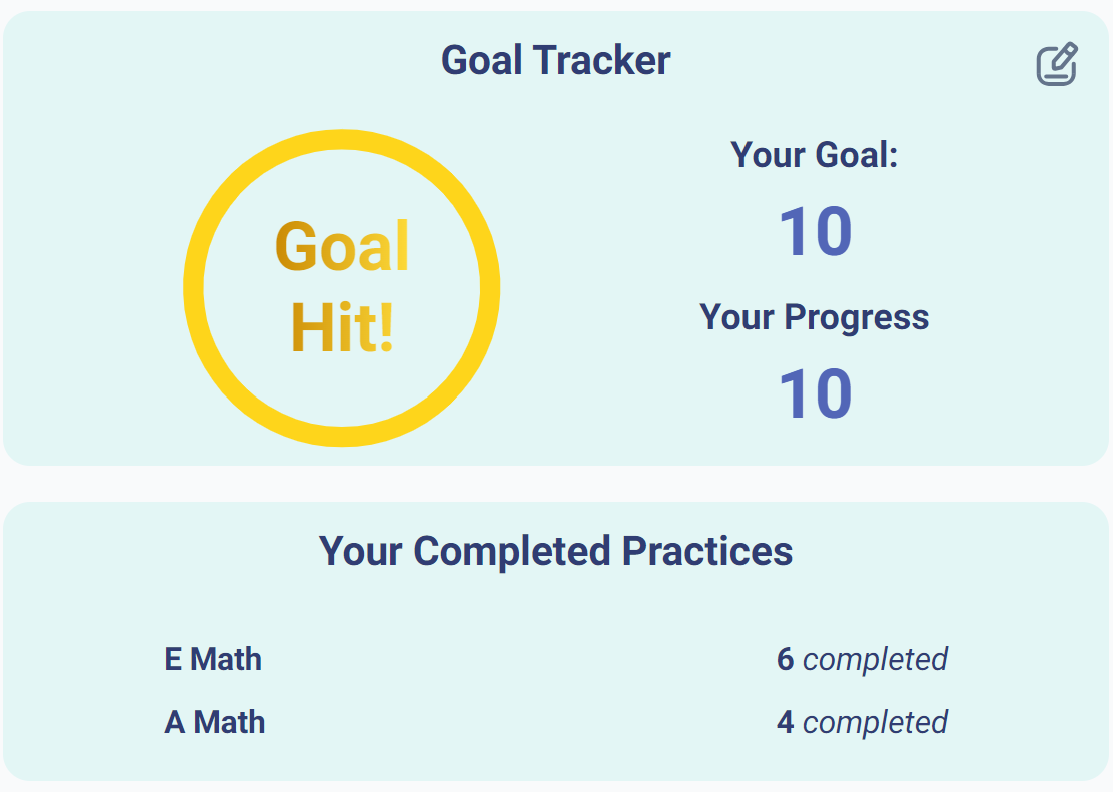 Goal Tracker
Goal
Hit!
Your Goal:
10
Your Progress
10
Your Completed Practices
E Math 6 completed
A Math 4 completed